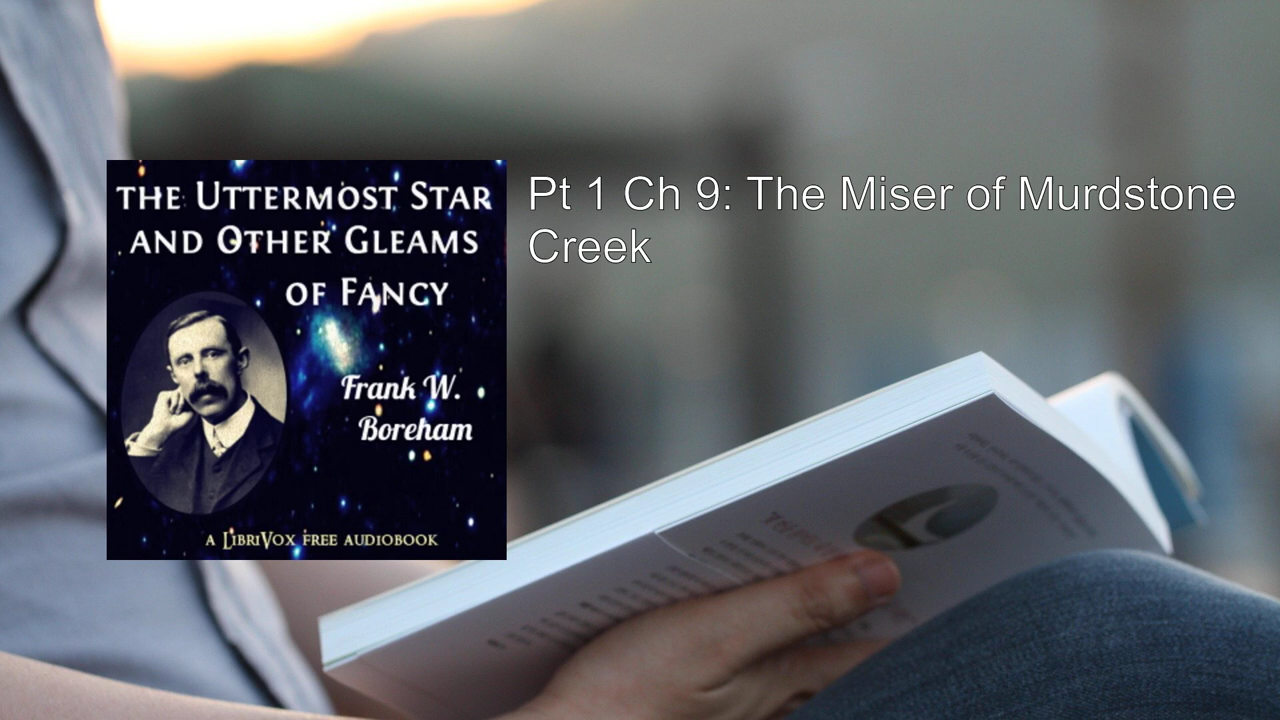 THE UTTERMOST STAR
AND OTHER GLEAMS
OF FANCY
Frank W.
Boreham
A LIBRIVOX FREE AUDIOBOOK
Pt 1 Ch 9: The Miser of Murdstone
Creek